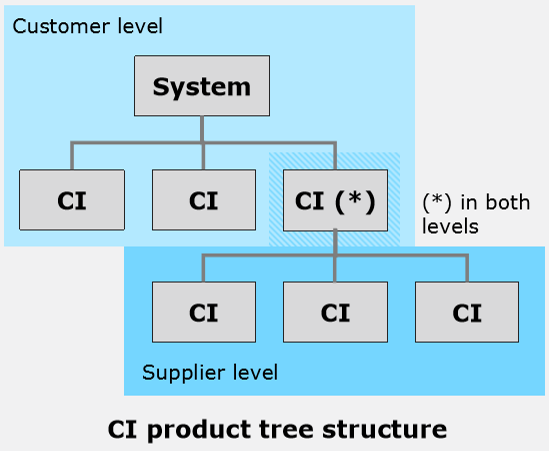 Customer level
System
CI
CI
CI (*)
(*) in both
levels
CI
CI
CI
Supplier level
CI product tree structure